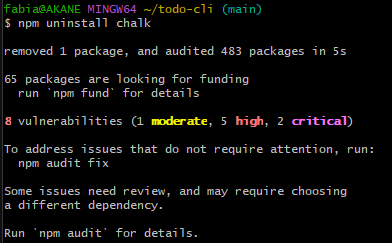 fabia@AKANE MINGW64 ~/todo-cli (main)
$ npm uninstall chalk
removed 1 package, and audited 483 packages in 5s
65 packages are looking for funding
run `npm fund` for details
8 vulnerabilities (1 moderate, 5 high, 2 critical)
To address issues that do not require attention, run:
npm audit fix
Some issues need review, and may require choosing
a different dependency.
Run `npm audit` for details.